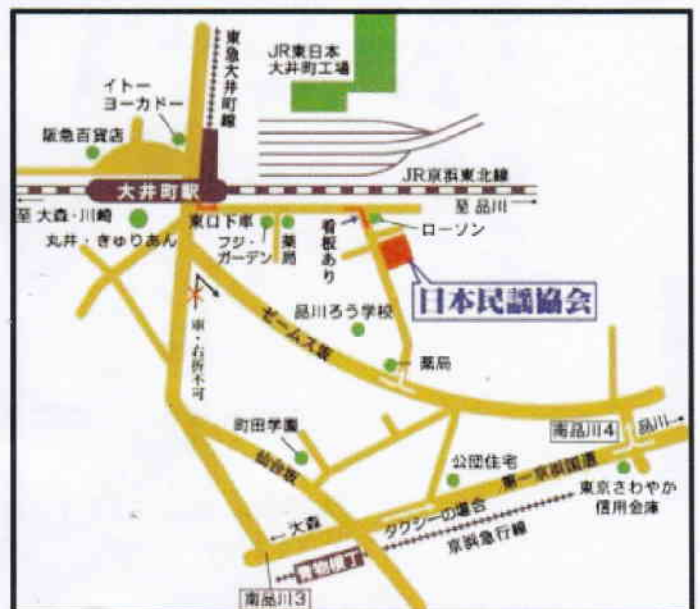 東急大井町線
JR東日本
大井町工場
イトー
ヨーカドー
阪急百貨店
JR京浜東北線
大井町駅
至 大森・川崎
至 品川
丸井・きゅりあん
東口下車
フジ・
ガーデン
薬局
看板あり
ローソン
日本民謡協会
車・右折不可
ゼームス坂
品川ろう学校
薬局
町田学園
仙台坂
南品川4
品川
公団住宅
第一京浜国道
東京さわやか
信用金庫
大森
タクシーの場合
京浜急行線
青物横丁
南品川3